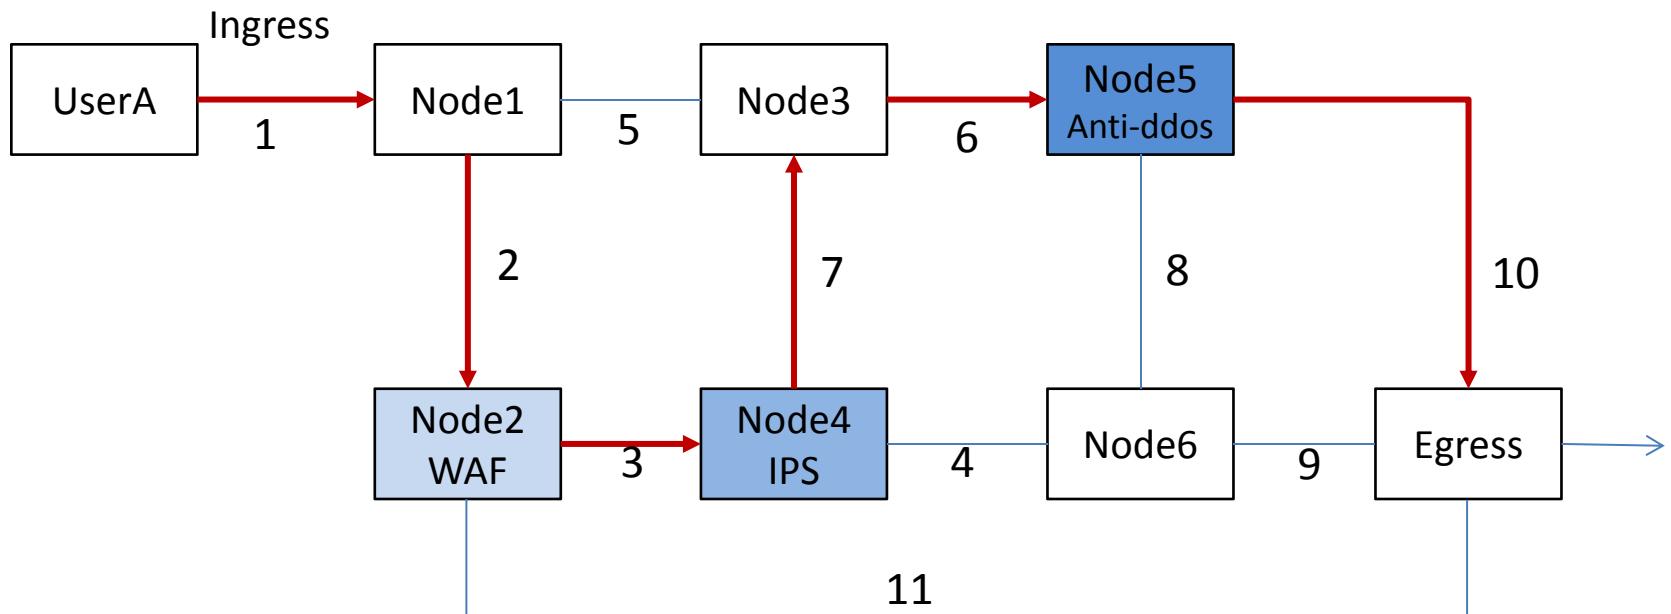 Ingress
UserA
1
Node1
5
Node3
6
Node5
Anti-ddos
2
7
8
10
Node2
WAF
3
Node4
IPS
4
Node6
9
Egress
11